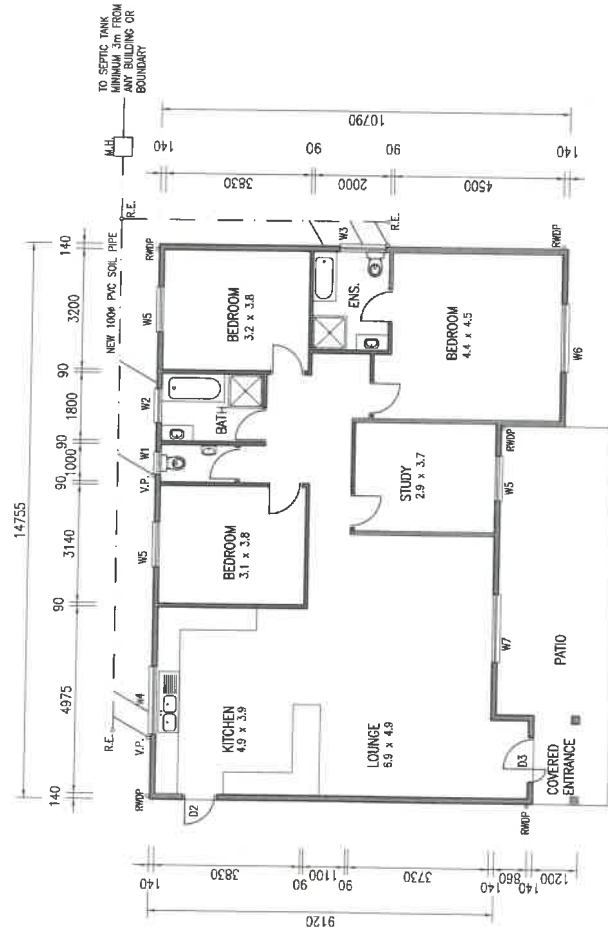 TO SEPTIC TANK
MINIMUM 3m FROM
ANY BUILDING OR
BOUNDARY
M.H
R.E.
NEW 100ø PVC SOIL PIPE
R.E.
14755
140
4975
90
3140
90
1000
90
1800
90
3200
140
10790
140
3830
90
2000
90
4500
140
RWDP
V.P.
W4
W5
V.P.
W1
W2
W5
RWDP
KITCHEN
4.9 x 3.9
BEDROOM
3.1 x 3.8
BATH
BEDROOM
3.2 x 3.8
W3
R.E.
ENS.
D2
LOUNGE
6.9 x 4.9
STUDY
2.9 x 3.7
BEDROOM
4.4 x 4.5
RWDP
D3
W7
W5
RWDP
W6
RWDP
COVERED
ENTRANCE
PATIO
9120
140
3830
90
1100
90
3730
140
860
140
1200